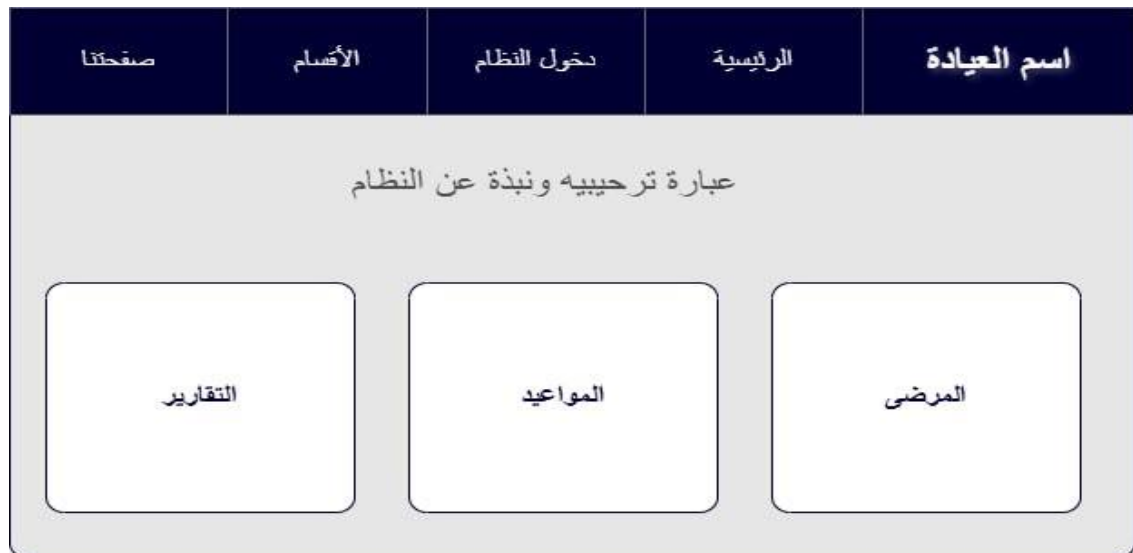 اسم العيادة
الرئيسية
دخول النظام
الأقسام
صفحتنا
عبارة ترحيبيه ونبذة عن النظام
المرضى
المواعيد
التقارير